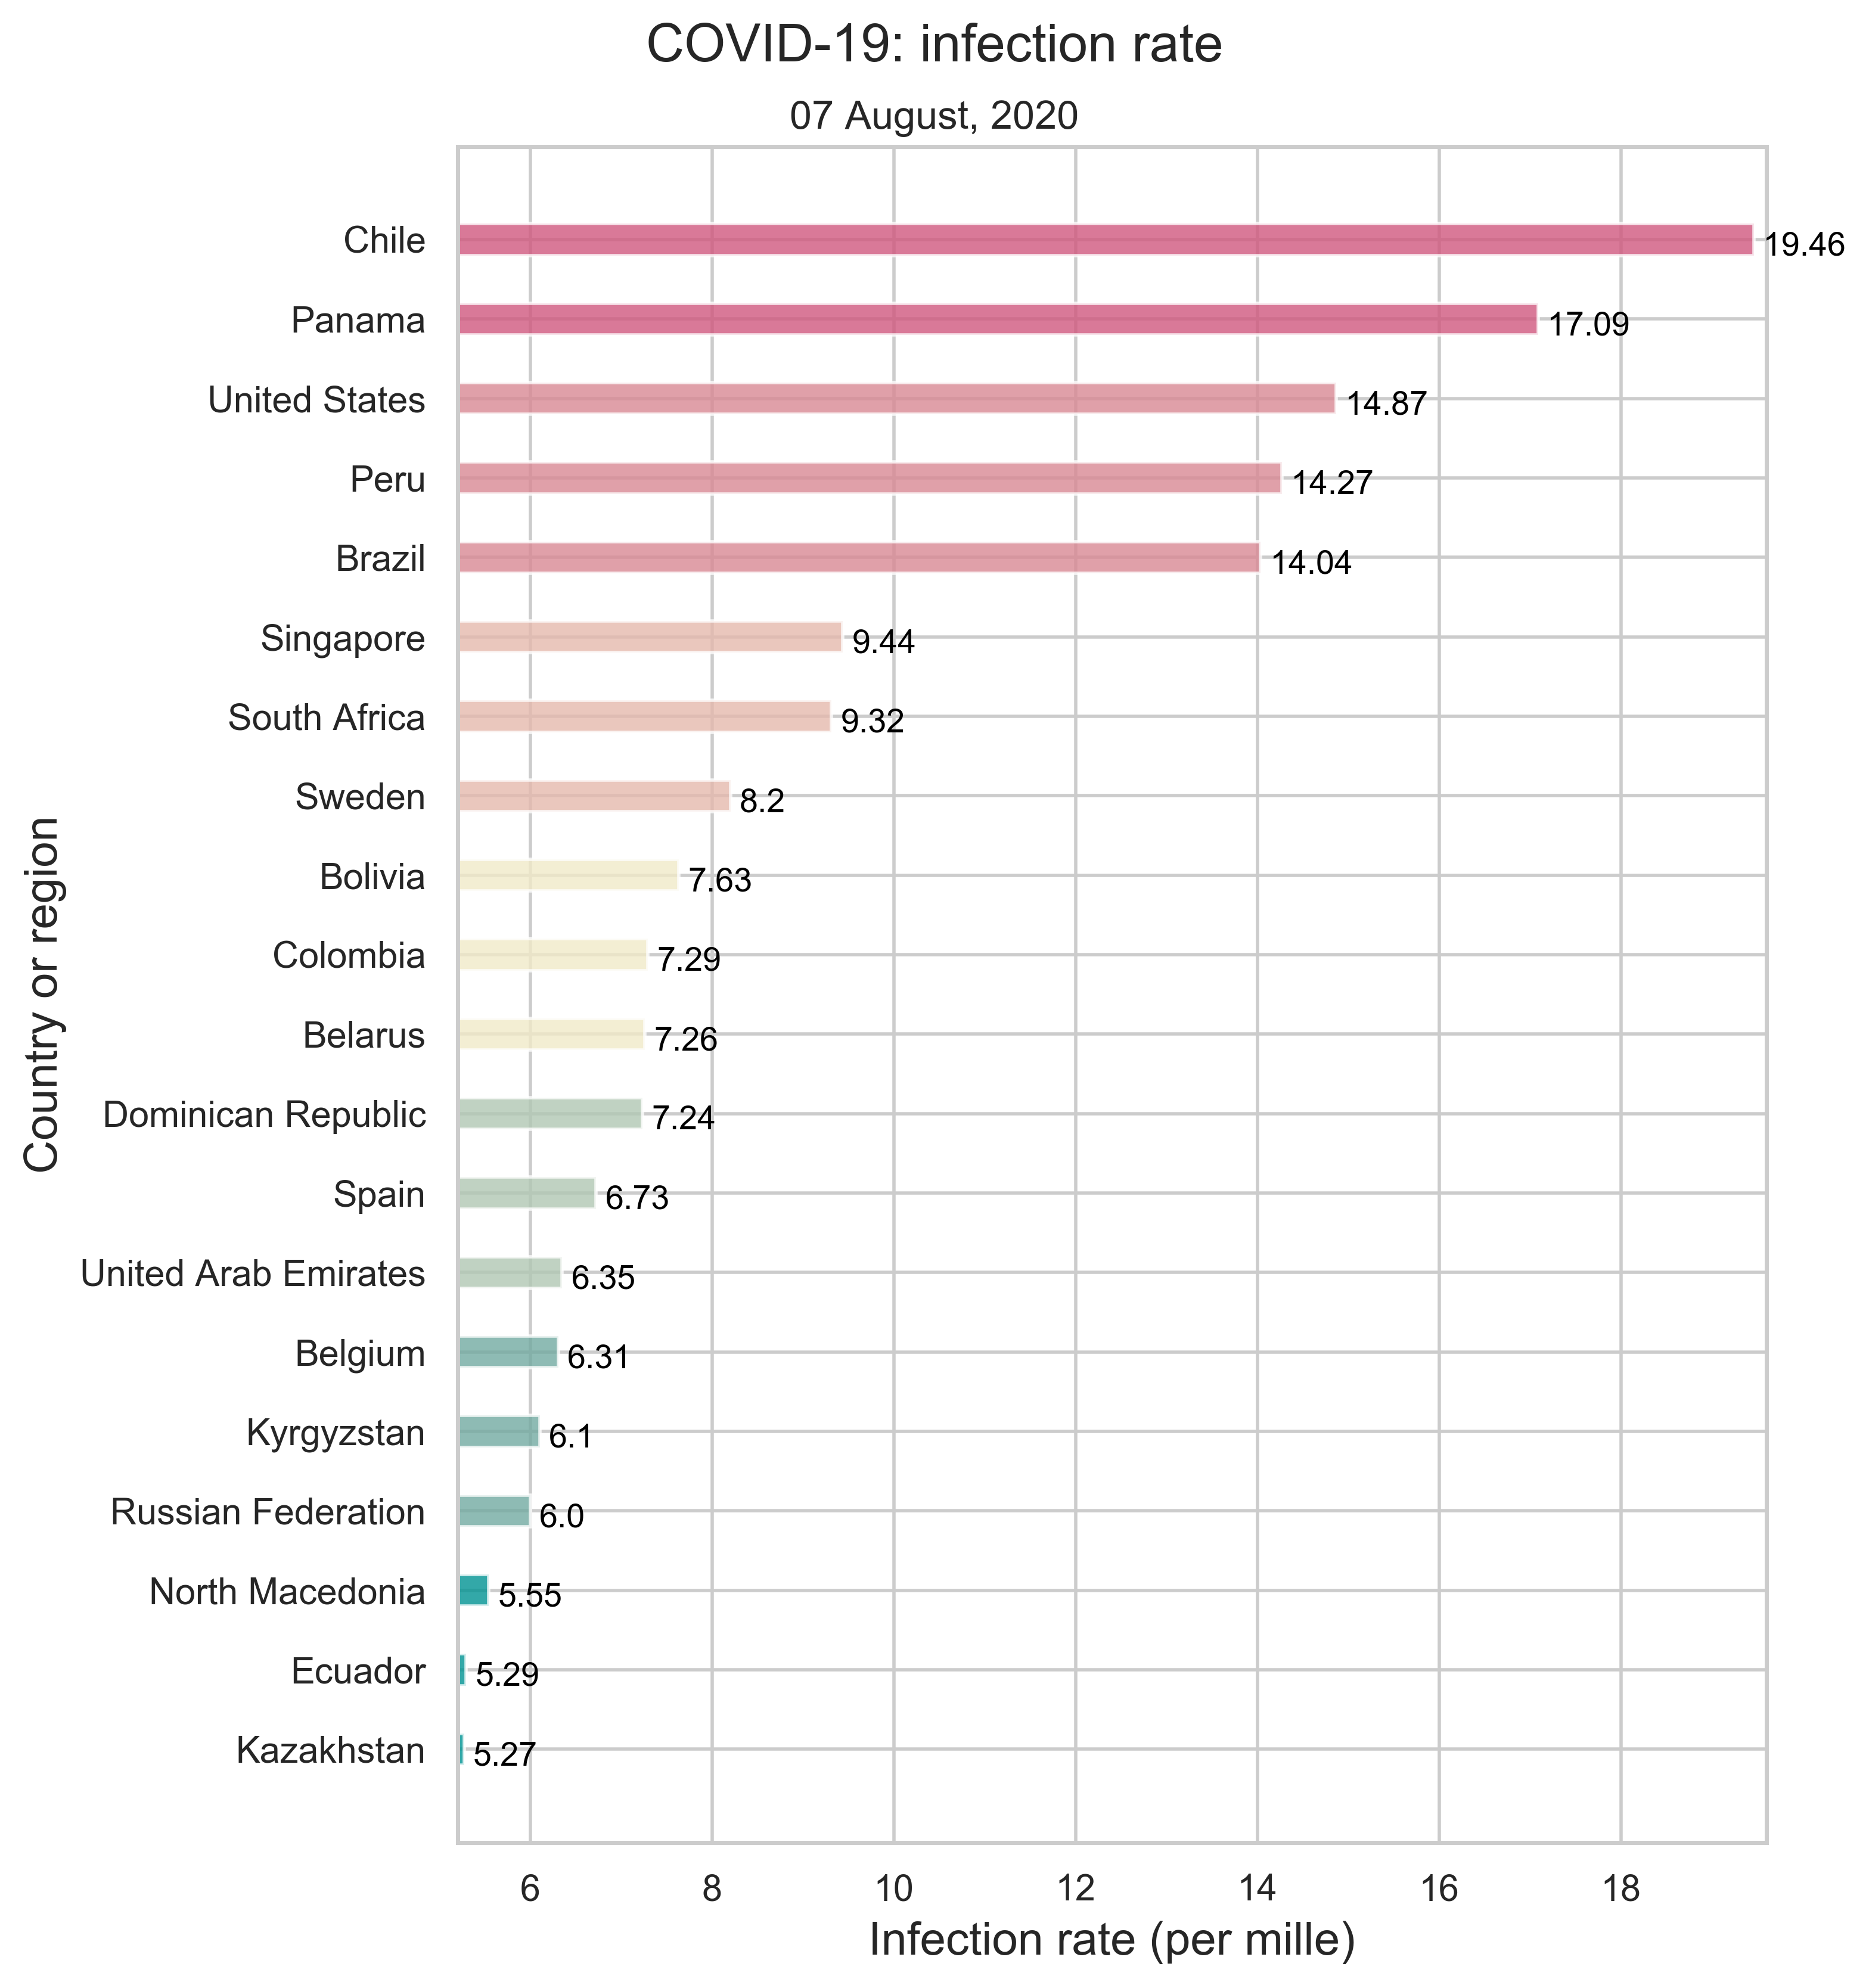 COVID-19: infection rate
07 August, 2020
Chile 19.46
Panama 17.09
United States 14.87
Peru 14.27
Brazil 14.04
Singapore 9.44
South Africa 9.32
Sweden 8.2
Bolivia 7.63
Colombia 7.29
Belarus 7.26
Dominican Republic 7.24
Spain 6.73
United Arab Emirates 6.35
Belgium 6.31
Kyrgyzstan 6.1
Russian Federation 6.0
North Macedonia 5.55
Ecuador 5.29
Kazakhstan 5.27
6 8 10 12 14 16 18
Infection rate (per mille)
Country or region